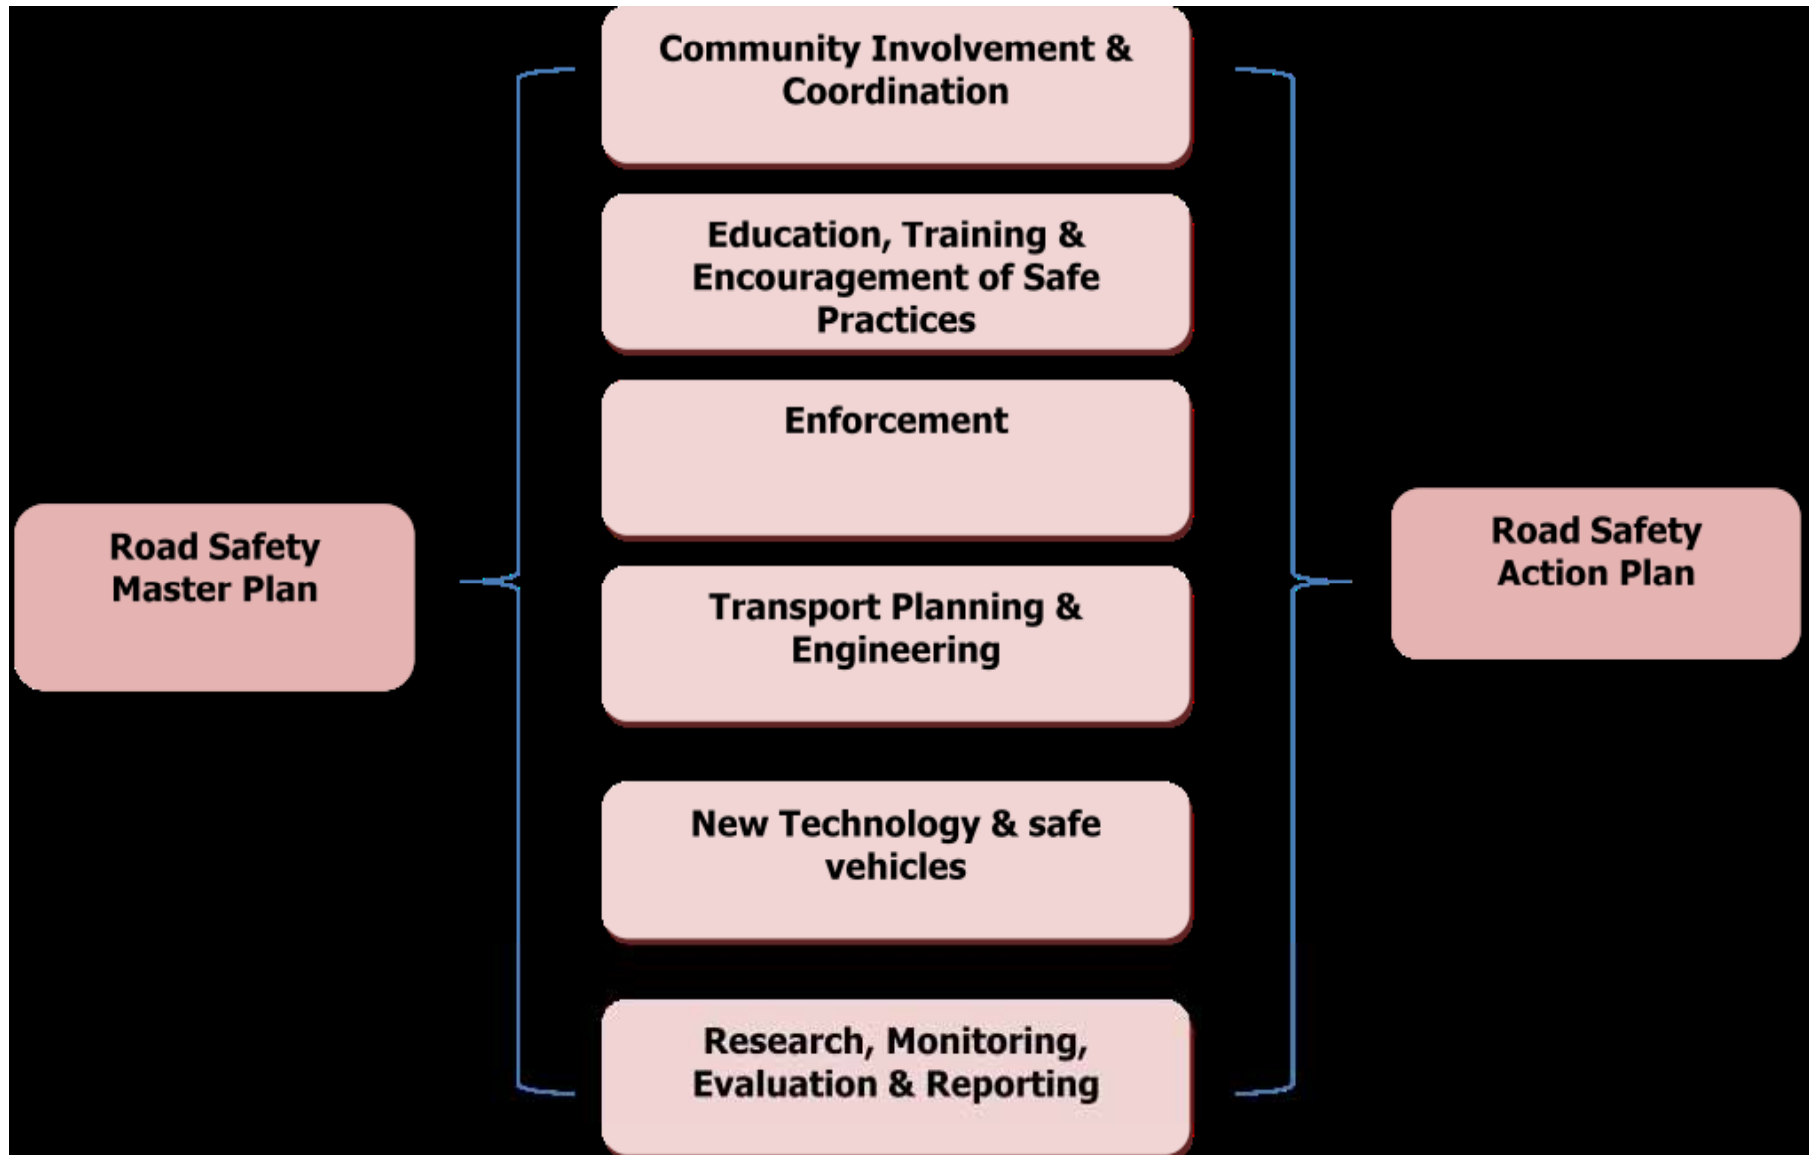 Community Involvement &
Coordination
Education, Training &
Encouragement of Safe
Practices
Enforcement
Road Safety
Master Plan
Road Safety
Action Plan
Transport Planning &
Engineering
New Technology & safe
vehicles
Research, Monitoring,
Evaluation & Reporting